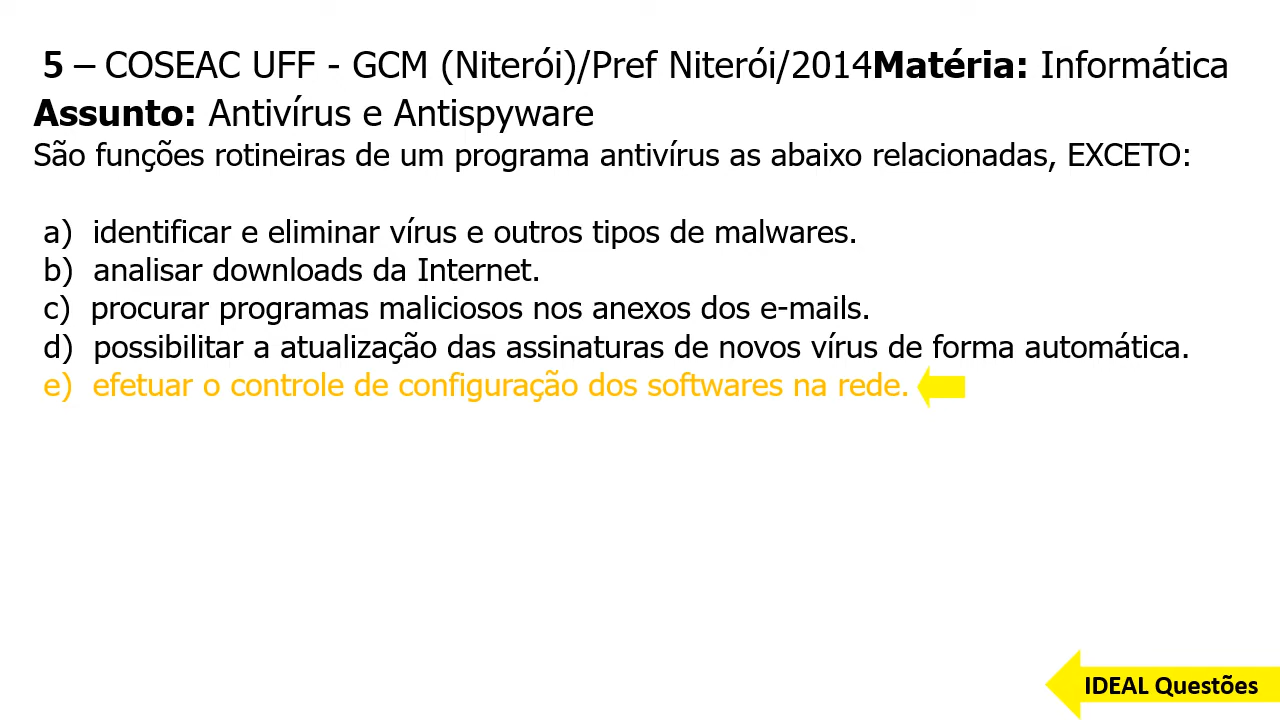 5 – COSEAC UFF - GCM (Niterói)/Pref Niterói/2014Matéria: Informática
Assunto: Antivírus e Antispyware
São funções rotineiras de um programa antivírus as abaixo relacionadas, EXCETO:
a) identificar e eliminar vírus e outros tipos de malwares.
b) analisar downloads da Internet.
c) procurar programas maliciosos nos anexos dos e-mails.
d) possibilitar a atualização das assinaturas de novos vírus de forma automática.
e) efetuar o controle de configuração dos softwares na rede.
IDEAL Questões